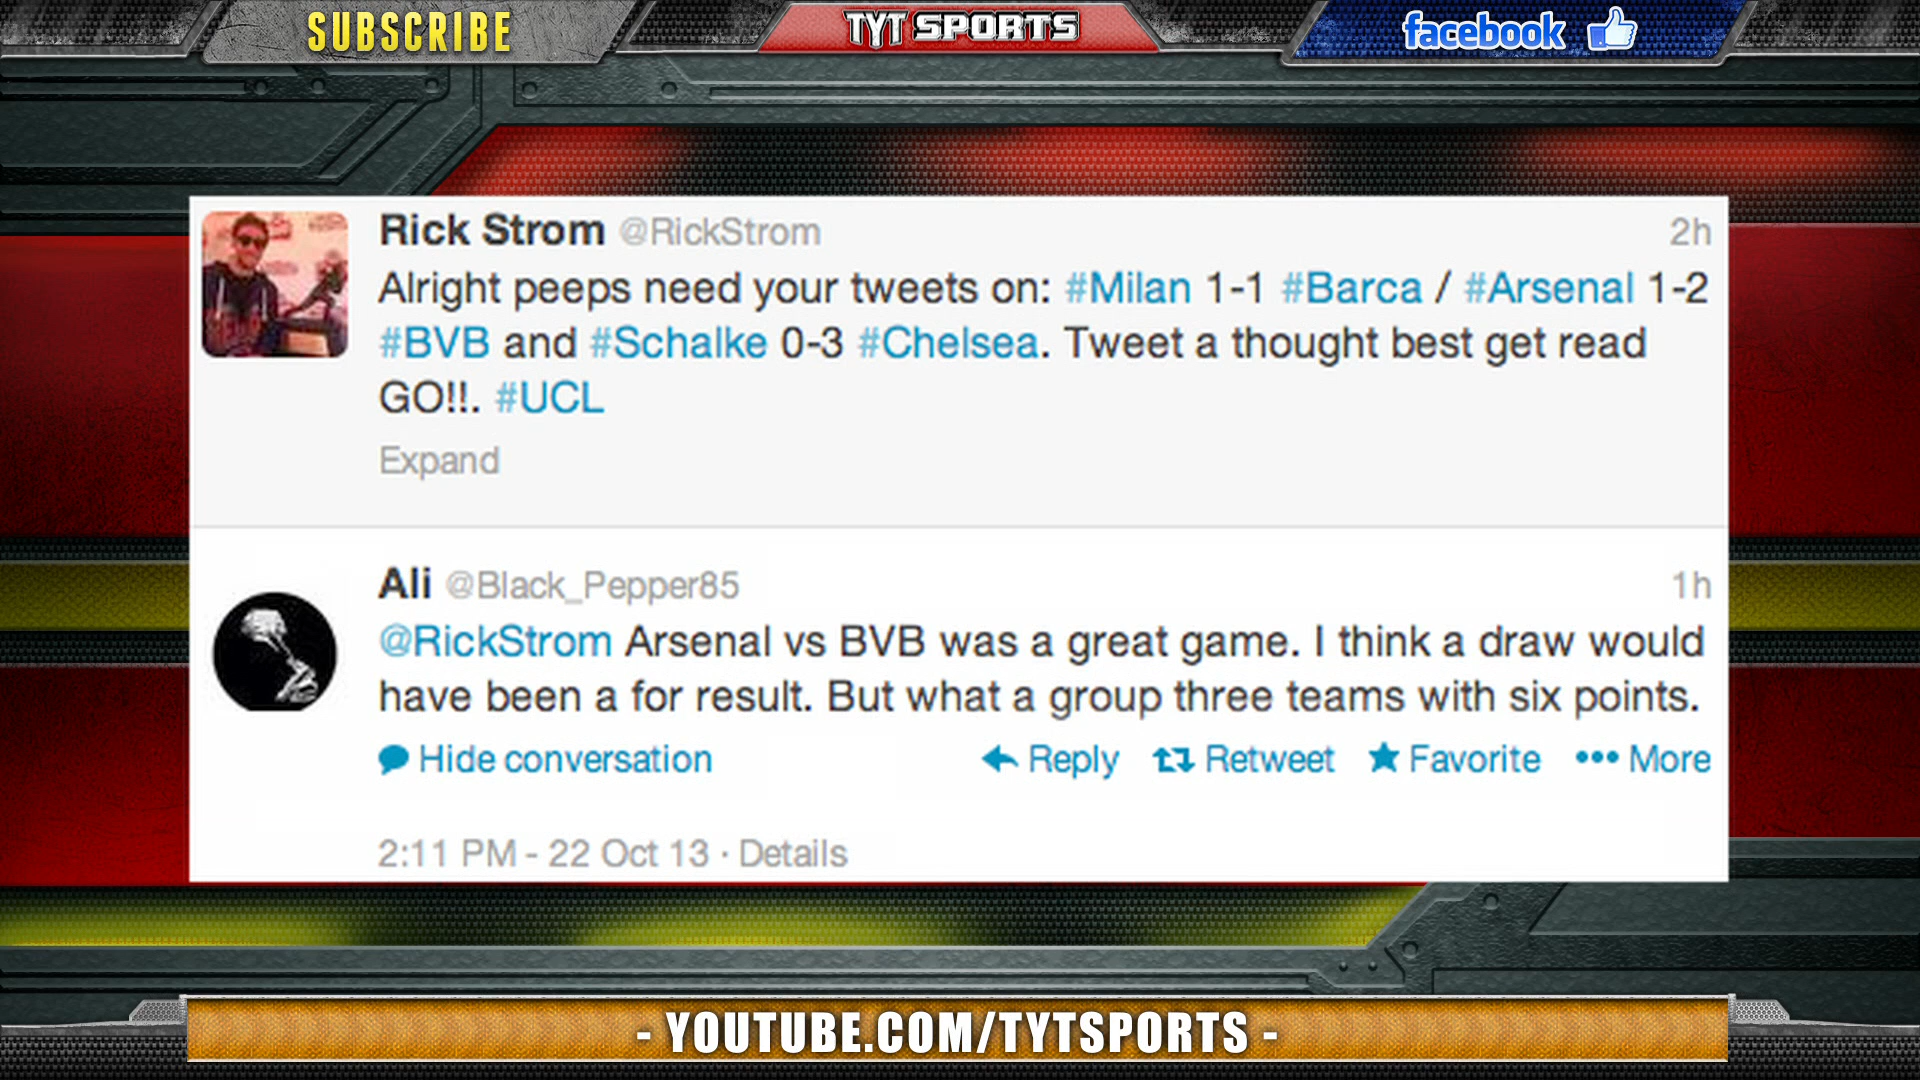 SUBSCRIBE
TYT SPORTS
facebook
Rick Strom @RickStrom 2h
Alright peeps need your tweets on: #Milan 1-1 #Barca / #Arsenal 1-2
#BVB and #Schalke 0-3 #Chelsea. Tweet a thought best get read
GO!!. #UCL
Expand
Ali @Black_Pepper85 1h
@RickStrom Arsenal vs BVB was a great game. I think a draw would
have been a for result. But what a group three teams with six points.
Hide conversation Reply Retweet Favorite More
2:11 PM - 22 Oct 13 · Details
- YOUTUBE.COM/TYTSPORTS -